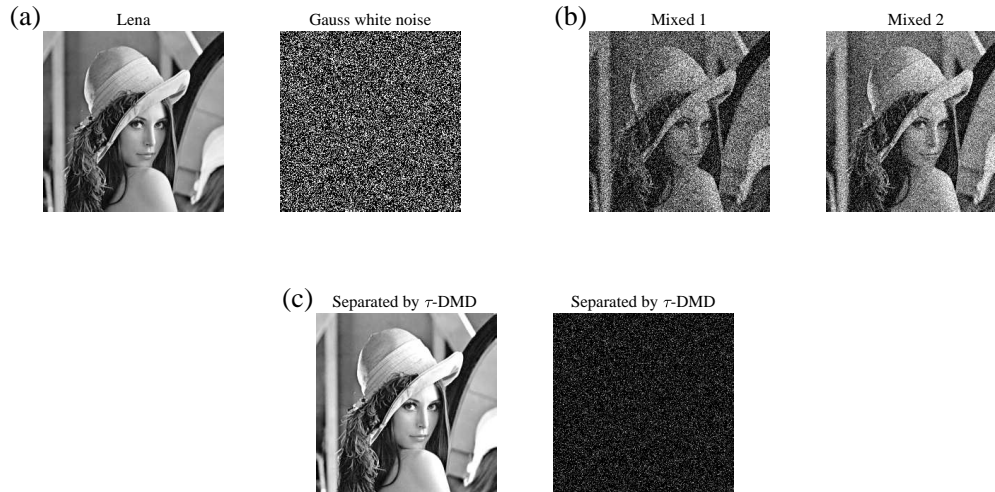 (a)
Lena
Gauss white noise
(b)
Mixed 1
Mixed 2
(c)
Separated by τ-DMD
Separated by τ-DMD